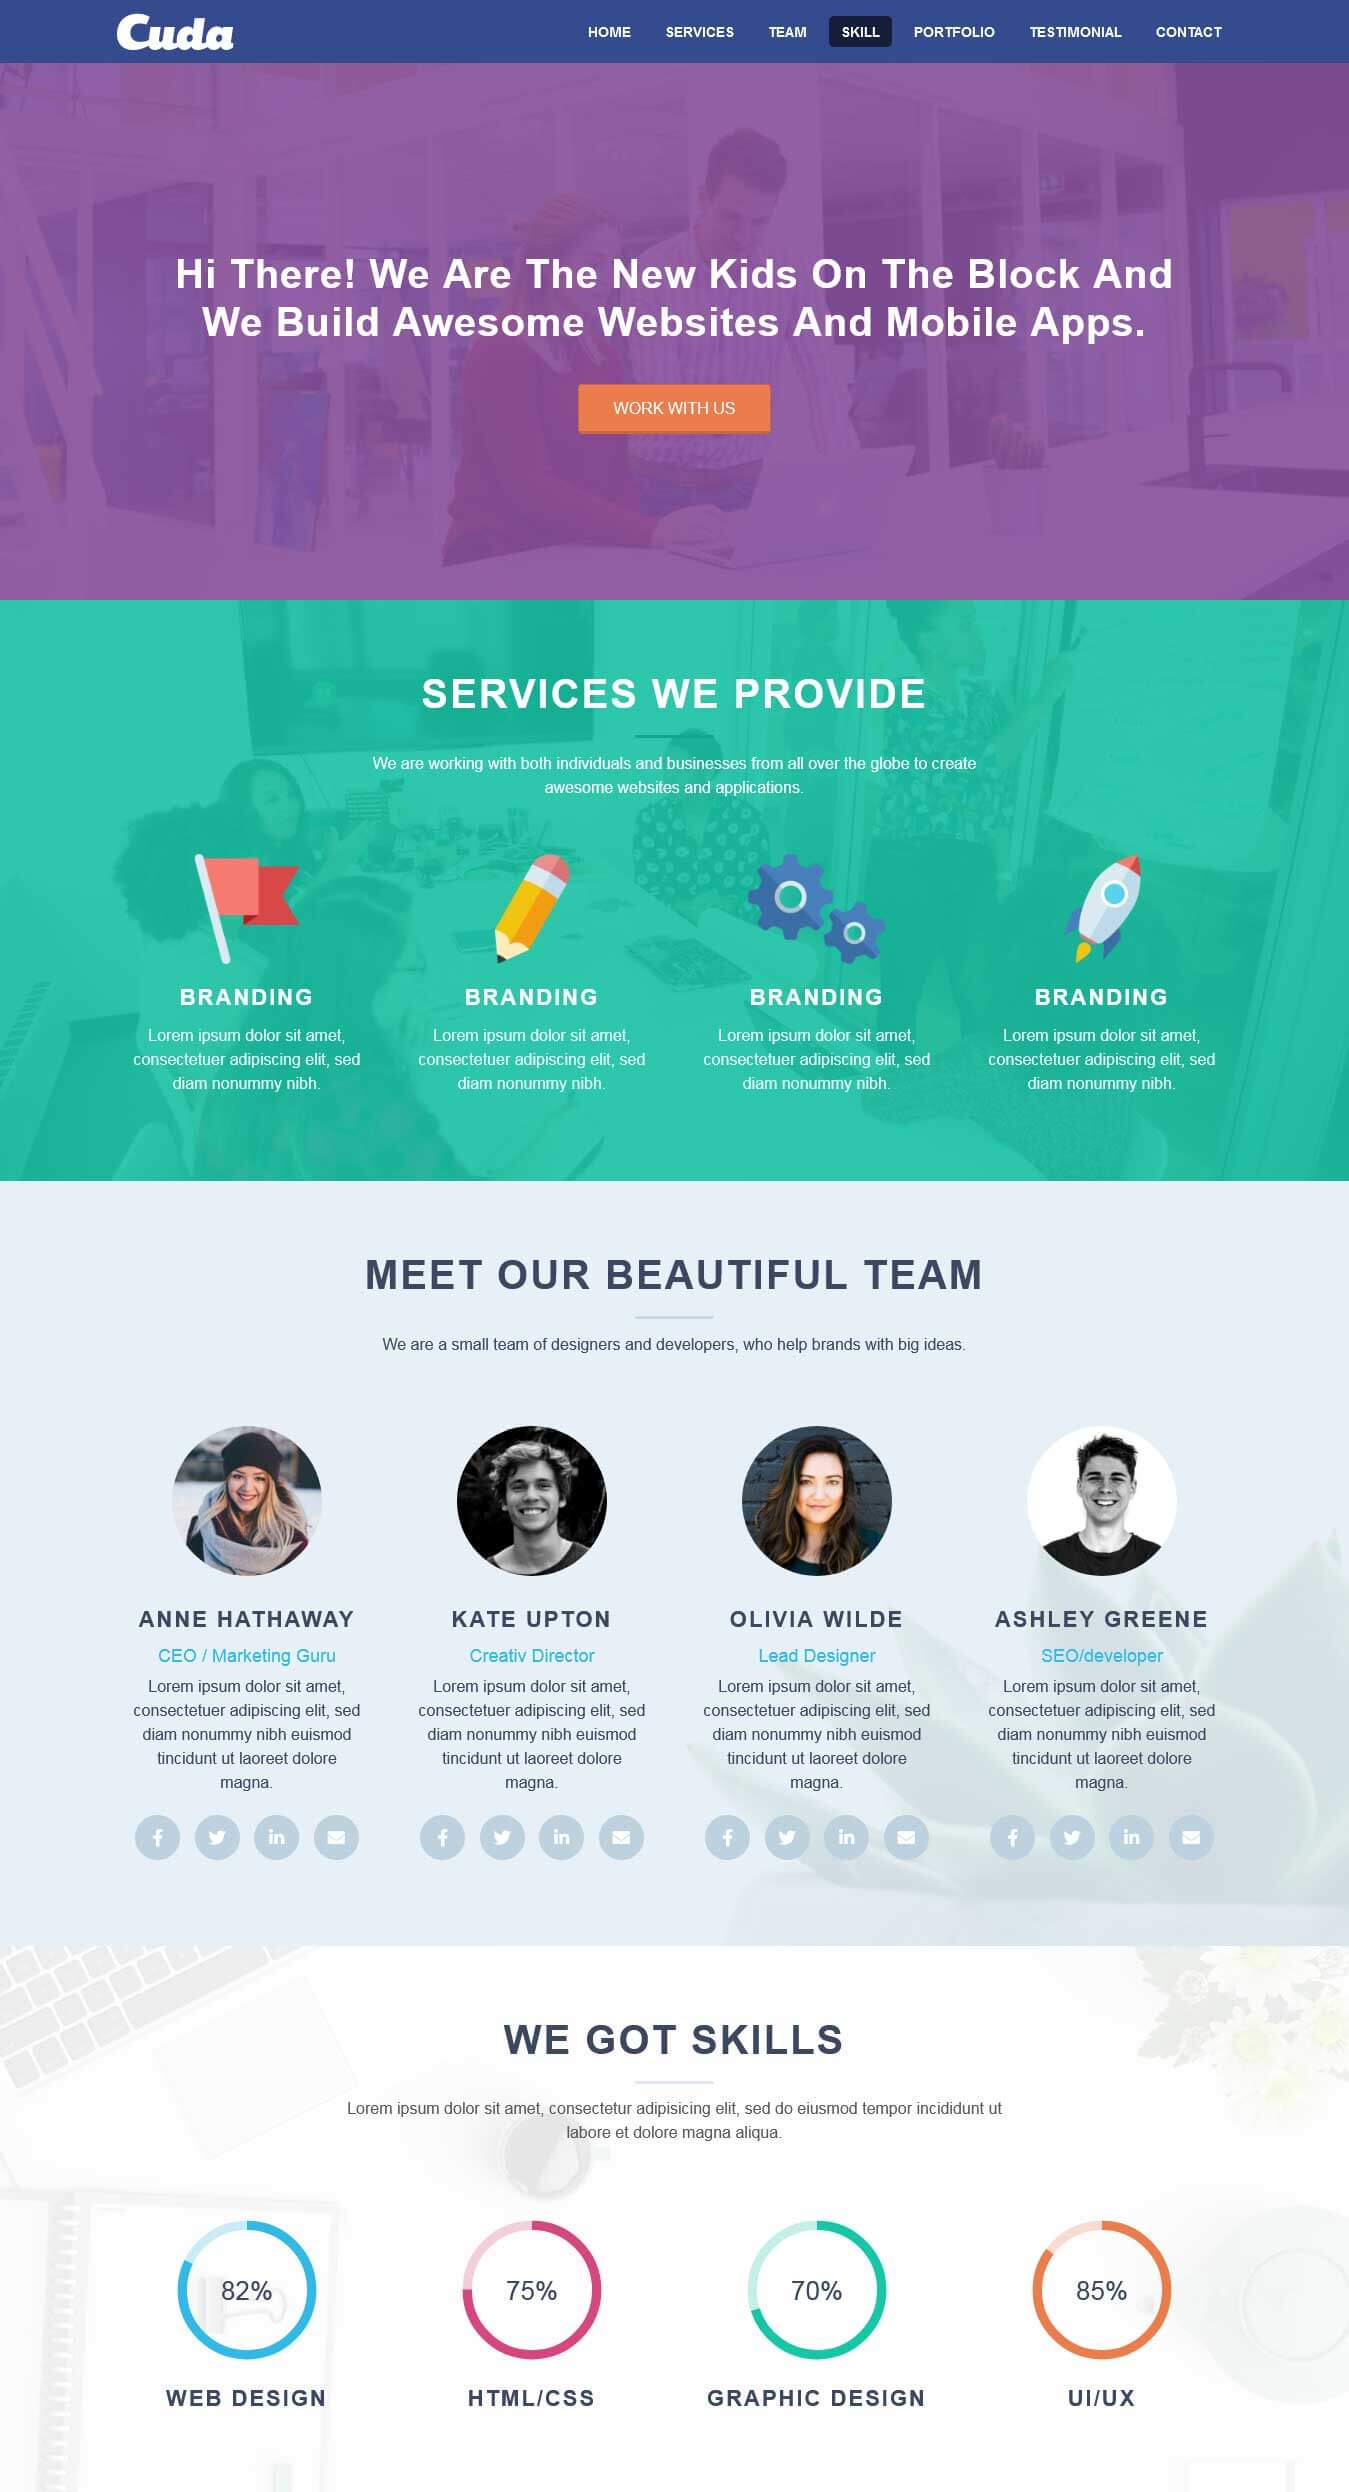 Cuda
HOME SERVICES TEAM SKILL PORTFOLIO TESTIMONIAL CONTACT
Hi There! We Are The New Kids On The Block And
We Build Awesome Websites And Mobile Apps.
WORK WITH US
SERVICES WE PROVIDE
We are working with both individuals and businesses from all over the globe to create
awesome websites and applications.
BRANDING
Lorem ipsum dolor sit amet,
consectetuer adipiscing elit, sed
diam nonummy nibh.
BRANDING
Lorem ipsum dolor sit amet,
consectetuer adipiscing elit, sed
diam nonummy nibh.
BRANDING
Lorem ipsum dolor sit amet,
consectetuer adipiscing elit, sed
diam nonummy nibh.
BRANDING
Lorem ipsum dolor sit amet,
consectetuer adipiscing elit, sed
diam nonummy nibh.
MEET OUR BEAUTIFUL TEAM
We are a small team of designers and developers, who help brands with big ideas.
ANNE HATHAWAY
CEO / Marketing Guru
Lorem ipsum dolor sit amet,
consectetuer adipiscing elit, sed
diam nonummy nibh euismod
tincidunt ut laoreet dolore
magna.
KATE UPTON
Creativ Director
Lorem ipsum dolor sit amet,
consectetuer adipiscing elit, sed
diam nonummy nibh euismod
tincidunt ut laoreet dolore
magna.
OLIVIA WILDE
Lead Designer
Lorem ipsum dolor sit amet,
consectetuer adipiscing elit, sed
diam nonummy nibh euismod
tincidunt ut laoreet dolore
magna.
ASHLEY GREENE
SEO/developer
Lorem ipsum dolor sit amet,
consectetuer adipiscing elit, sed
diam nonummy nibh euismod
tincidunt ut laoreet dolore
magna.
WE GOT SKILLS
Lorem ipsum dolor sit amet, consectetur adipisicing elit, sed do eiusmod tempor incididunt ut
labore et dolore magna aliqua.
82%
WEB DESIGN
75%
HTML/CSS
70%
GRAPHIC DESIGN
85%
UI/UX